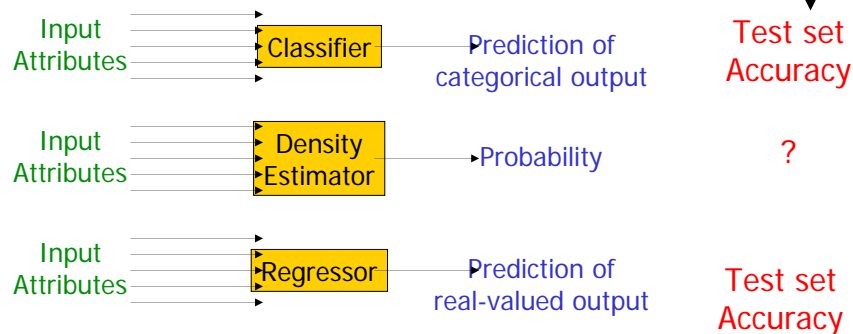 Input
Attributes
Classifier
Prediction of
categorical output
Test set
Accuracy
Input
Attributes
Density
Estimator
Probability
?
Input
Attributes
Regressor
Prediction of
real-valued output
Test set
Accuracy